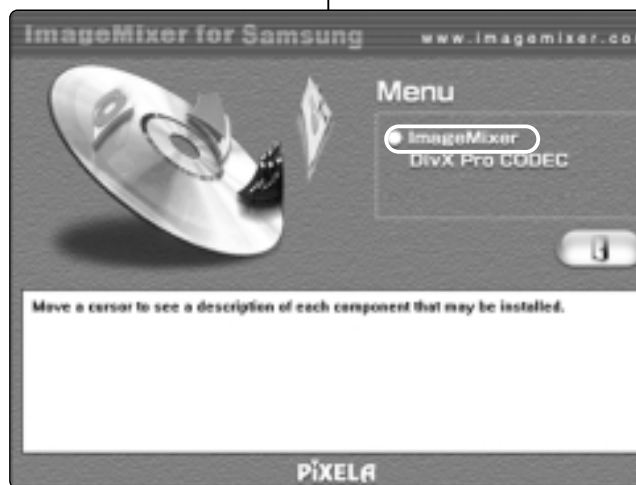 ImageMixer for Samsung
www.imagemixer.com
Menu
ImageMixer
DivX Pro CODEC
Move a cursor to see a description of each component that may be installed.
PIXELA